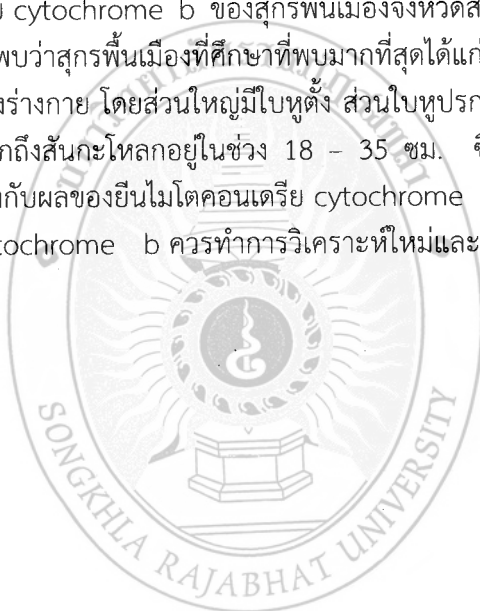 cytochrome b ของสุกรพื้นเมืองจังหวัดส
พบว่าสุกรพื้นเมืองที่ศึกษาที่พบมากที่สุดได้แก่
งร่างกาย โดยส่วนใหญ่มีใบหูตั้ง ส่วนใบหูปรก
กถึงสันกะโหลกอยู่ในช่วง 18 – 35 ซม. ซึ
งกับผลของยีนไมโตคอนเดรีย cytochrome
tochrome b ควรทำการวิเคราะห์ใหม่และ
SONGKHLA RAJABHAT UNIVERSITY